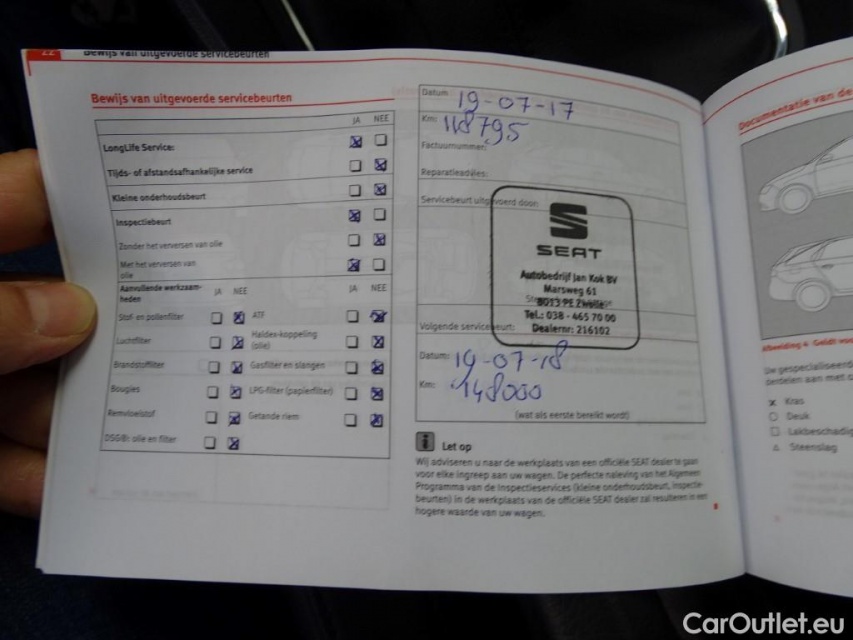 22
Bewijs van uitgevoerde servicebeurten
Bewijs van uitgevoerde servicebeurten
JA NEE
LongLife Service:
Tijds- of afstandsafhankelijke service
Kleine onderhoudsbeurt
Inspectiebeurt
Zonder het verversen van olie
Met het verversen van
olie
Aanvullende werkzaam-
heden
JA NEE
JA NEE
Stof- en pollenfilter
ATF
Luchtfilter
Haldex-koppeling
(olie)
Brandstoffilter
Gasfilter en slangen
Bougies
LPG-filter (papierfilter)
Remvloeistof
Getande riem
DSG®: olie en filter
Datum: 19-07-17
Km: 118795
Factuurnummer:
Reparatieadvies:
Servicebeurt uitgevoerd door:
SEAT
Autobedrijf Jan Kok BV
Marsweg 61
8013 PE Zwolle
Tel.: 038 - 465 70 00
Dealernr: 216102
Volgende servicebeurt:
Datum: 19-07-18
Km: 148000
(wat als eerste bereikt wordt)
Let op
Wij adviseren u naar de werkplaats van een officiële SEAT dealer te gaan
voor elke ingreep aan uw wagen. De perfecte naleving van het Algemeen
Programma van de Inspectieservices (kleine onderhoudsbeurt, inspectie-
beurten) in de werkplaats van de officiële SEAT dealer zal resulteren in een
hogere waarde van uw wagen.
Documentatie van de
Afbeelding 4 Geldt voo
Uw gespecialiseerd
derdelen aan met d
x Kras
Deuk
Lakbeschadig
Steenslag
CarOutlet.eu